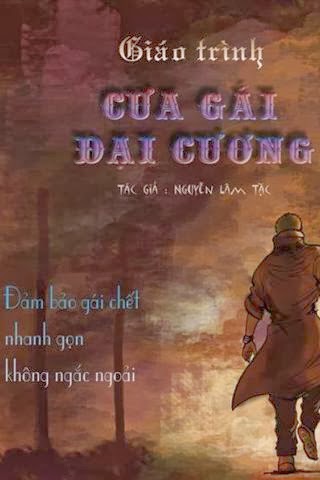 Giáo trình
CƯA GÁI
ĐẠI CƯƠNG
TÁC GIẢ : NGUYỄN LÂM TẶC
Đảm bảo gái chết
nhanh gọn
không ngắc ngoải